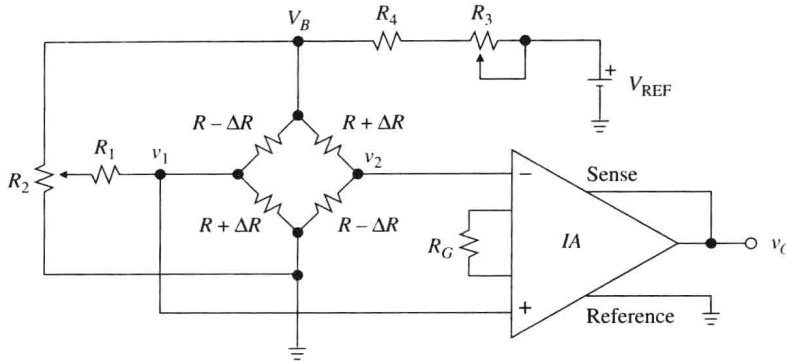 V_B
R_4
R_3
+
V_REF
R − ΔR
R + ΔR
R_1
v_1
v_2
R_2
R + ΔR
R − ΔR
−
Sense
R_G
IA
v_O
+
Reference